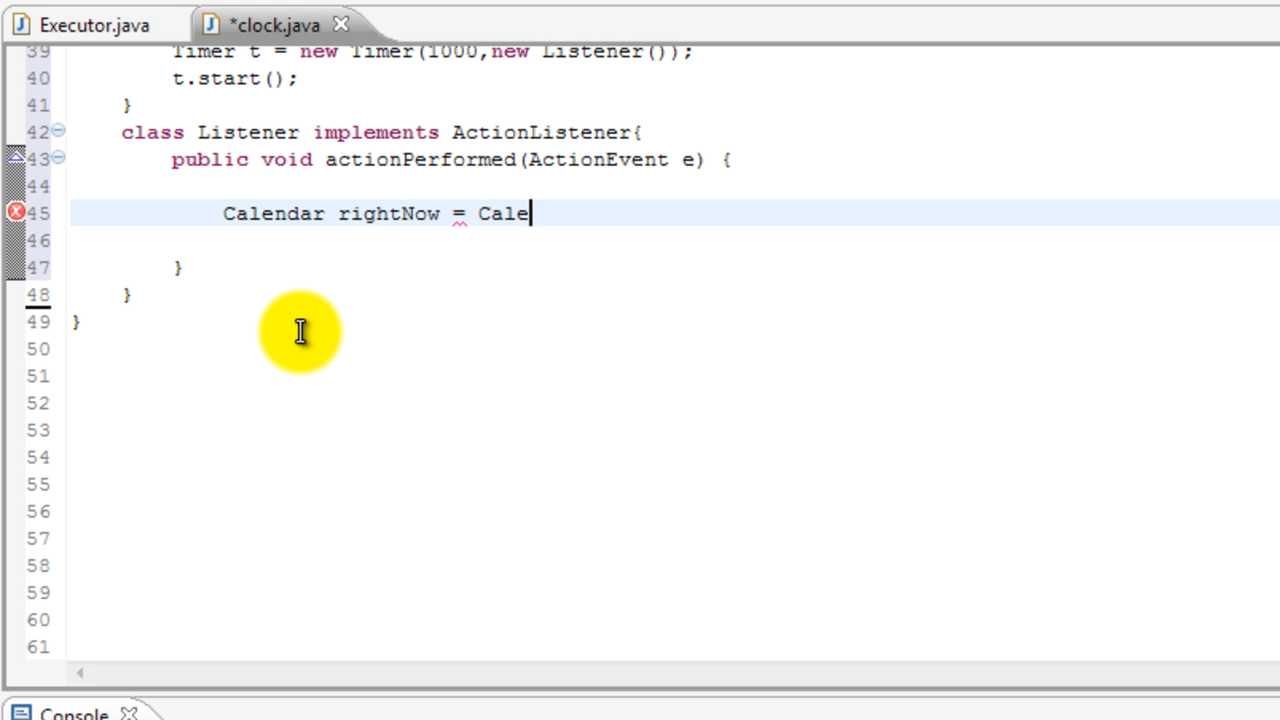 Executor.java
*clock.java
39 Timer t = new Timer(1000,new Listener());
40 t.start();
41 }
42 class Listener implements ActionListener{
43 public void actionPerformed(ActionEvent e) {
44
45 Calendar rightNow = Cale
46
47 }
48 }
49 }
50
51
52
53
54
55
56
57
58
59
60
61
Console